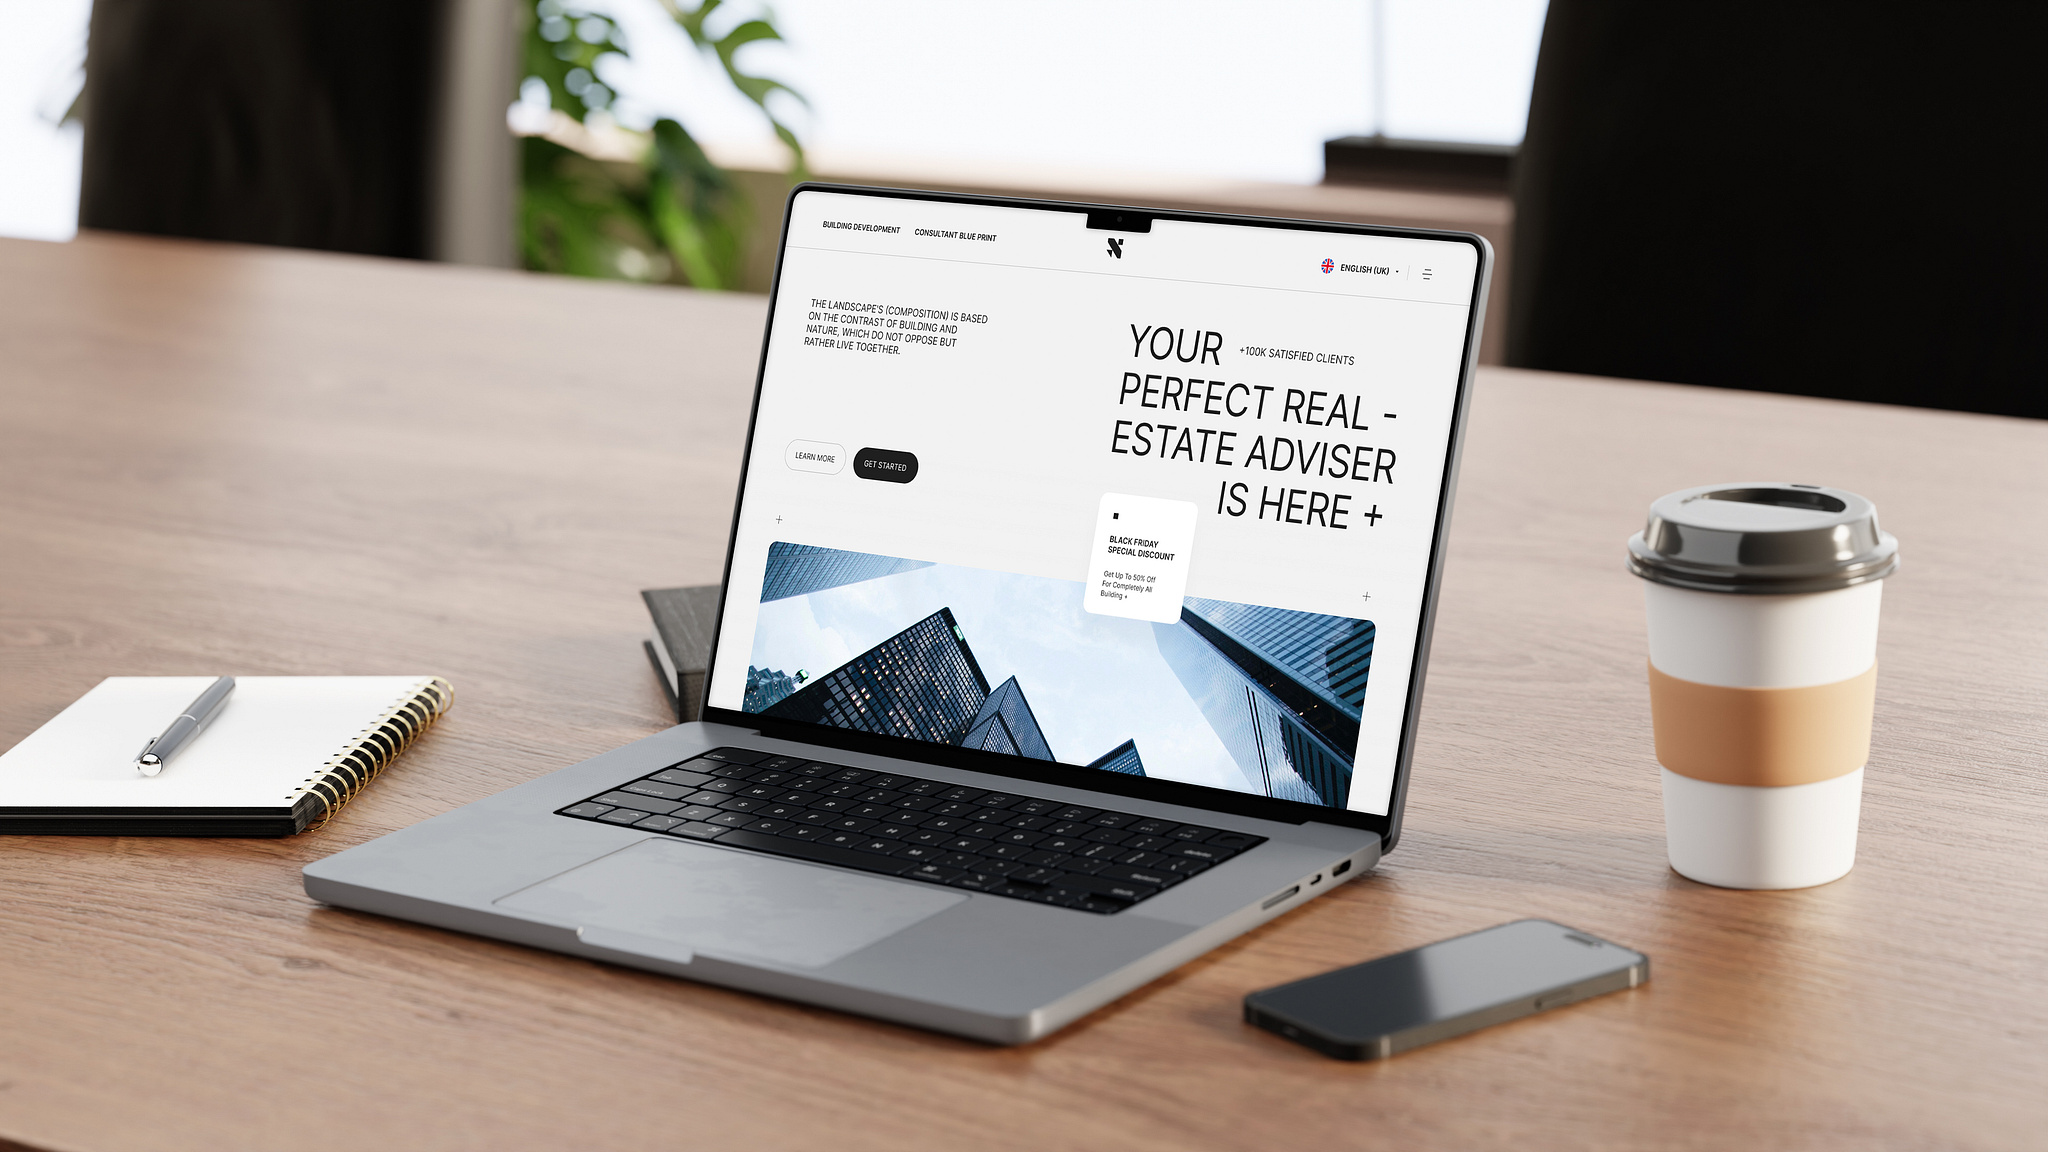 BUILDING DEVELOPMENT
CONSULTANT BLUE PRINT
ENGLISH (UK)
THE LANDSCAPE'S (COMPOSITION) IS BASED
ON THE CONTRAST OF BUILDING AND
NATURE, WHICH DO NOT OPPOSE BUT
RATHER LIVE TOGETHER.
YOUR
+100K SATISFIED CLIENTS
PERFECT REAL -
ESTATE ADVISER
IS HERE +
LEARN MORE
GET STARTED
BLACK FRIDAY
SPECIAL DISCOUNT
Get Up To 50% Off
For Completely All
Building +